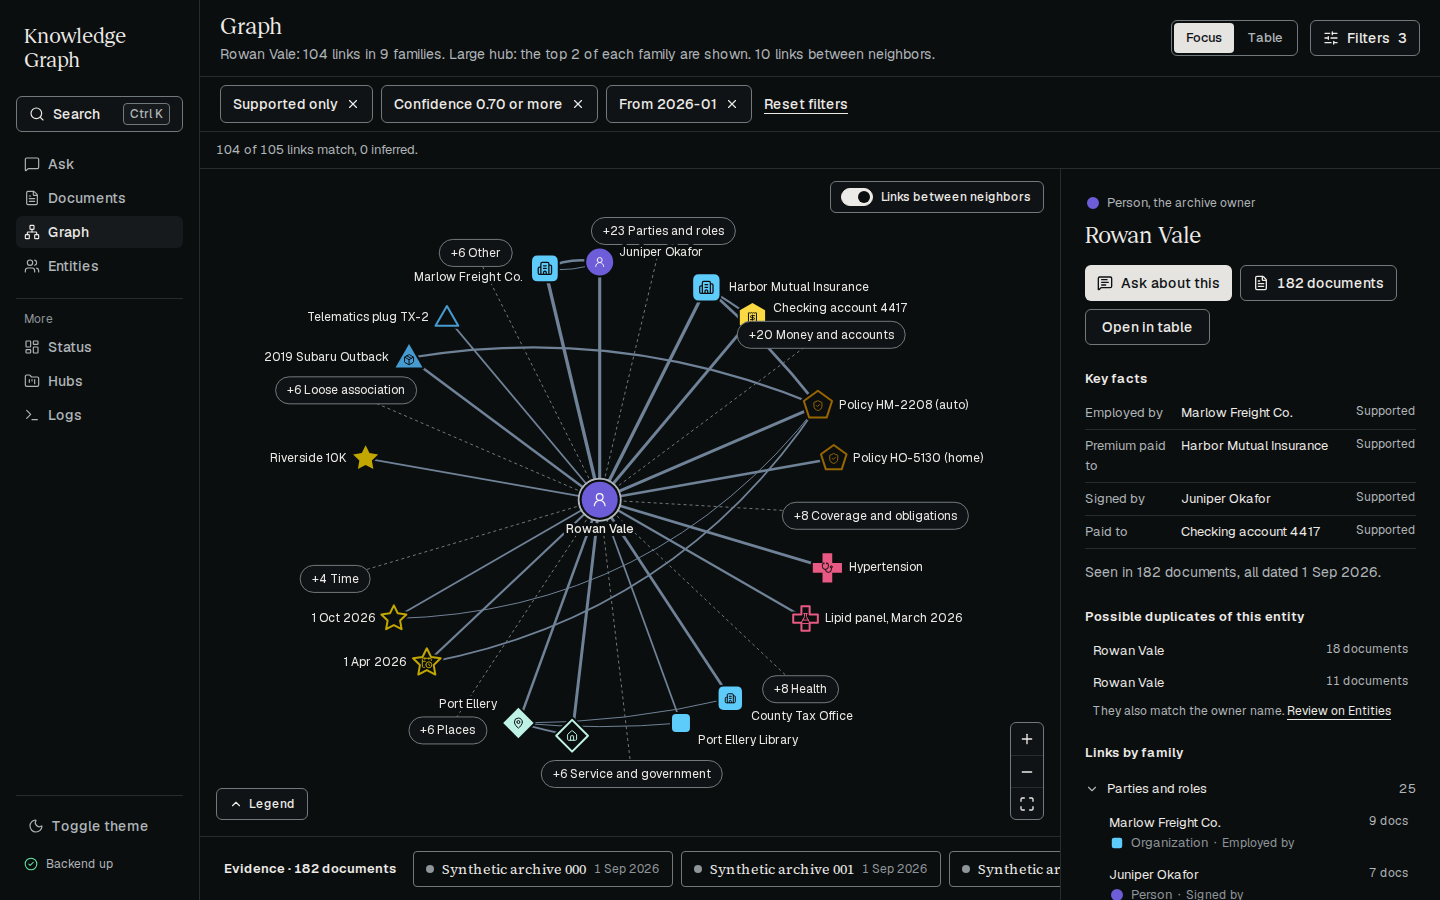 Knowledge
Graph
Search
Ctrl K
Ask
Documents
Graph
Entities
More
Status
Hubs
Logs
Toggle theme
Backend up
Graph
Rowan Vale: 104 links in 9 families. Large hub: the top 2 of each family are shown. 10 links between neighbors.
Focus
Table
Filters 3
Supported only
Confidence 0.70 or more
From 2026-01
Reset filters
104 of 105 links match, 0 inferred.
Links between neighbors
+23 Parties and roles
+6 Other
Juniper Okafor
Marlow Freight Co.
Harbor Mutual Insurance
Checking account 4417
Telematics plug TX-2
+20 Money and accounts
2019 Subaru Outback
+6 Loose association
Policy HM-2208 (auto)
Riverside 10K
Policy HO-5130 (home)
+8 Coverage and obligations
Rowan Vale
Hypertension
+4 Time
1 Oct 2026
Lipid panel, March 2026
1 Apr 2026
+8 Health
Port Ellery
County Tax Office
+6 Places
Port Ellery Library
+6 Service and government
Legend
Evidence · 182 documents
Synthetic archive 000 1 Sep 2026
Synthetic archive 001 1 Sep 2026
Synthetic ar
Person, the archive owner
Rowan Vale
Ask about this
182 documents
Open in table
Key facts
Employed by Marlow Freight Co. Supported
Premium paid Harbor Mutual Insurance Supported
to
Signed by Juniper Okafor Supported
Paid to Checking account 4417 Supported
Seen in 182 documents, all dated 1 Sep 2026.
Possible duplicates of this entity
Rowan Vale 18 documents
Rowan Vale 11 documents
They also match the owner name. Review on Entities
Links by family
Parties and roles 25
Marlow Freight Co. 9 docs
Organization · Employed by
Juniper Okafor 7 docs
Person · Signed by